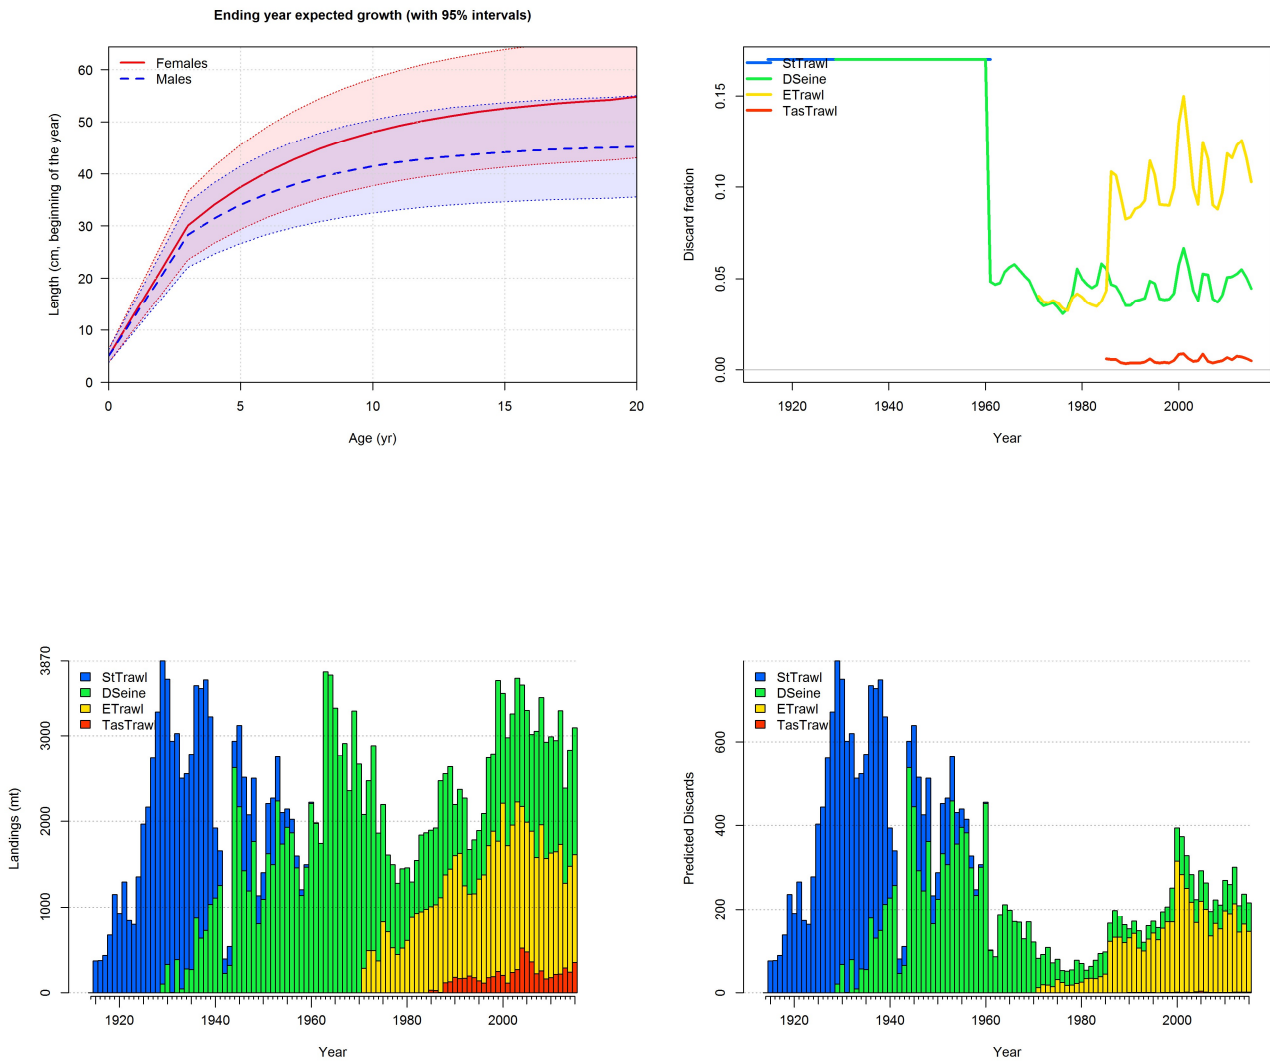 Ending year expected growth (with 95% intervals)
Females
Males
60
50
40
30
20
10
0
Length (cm, beginning of the year)
0 5 10 15 20
Age (yr)
StTrawl
DSeine
ETrawl
TasTrawl
0.15
0.10
0.05
0.00
Discard fraction
1920 1940 1960 1980 2000
Year
StTrawl
DSeine
ETrawl
TasTrawl
3870
3000
2000
1000
0
Landings (mt)
1920 1940 1960 1980 2000
Year
StTrawl
DSeine
ETrawl
TasTrawl
600
400
200
0
Predicted Discards
1920 1940 1960 1980 2000
Year